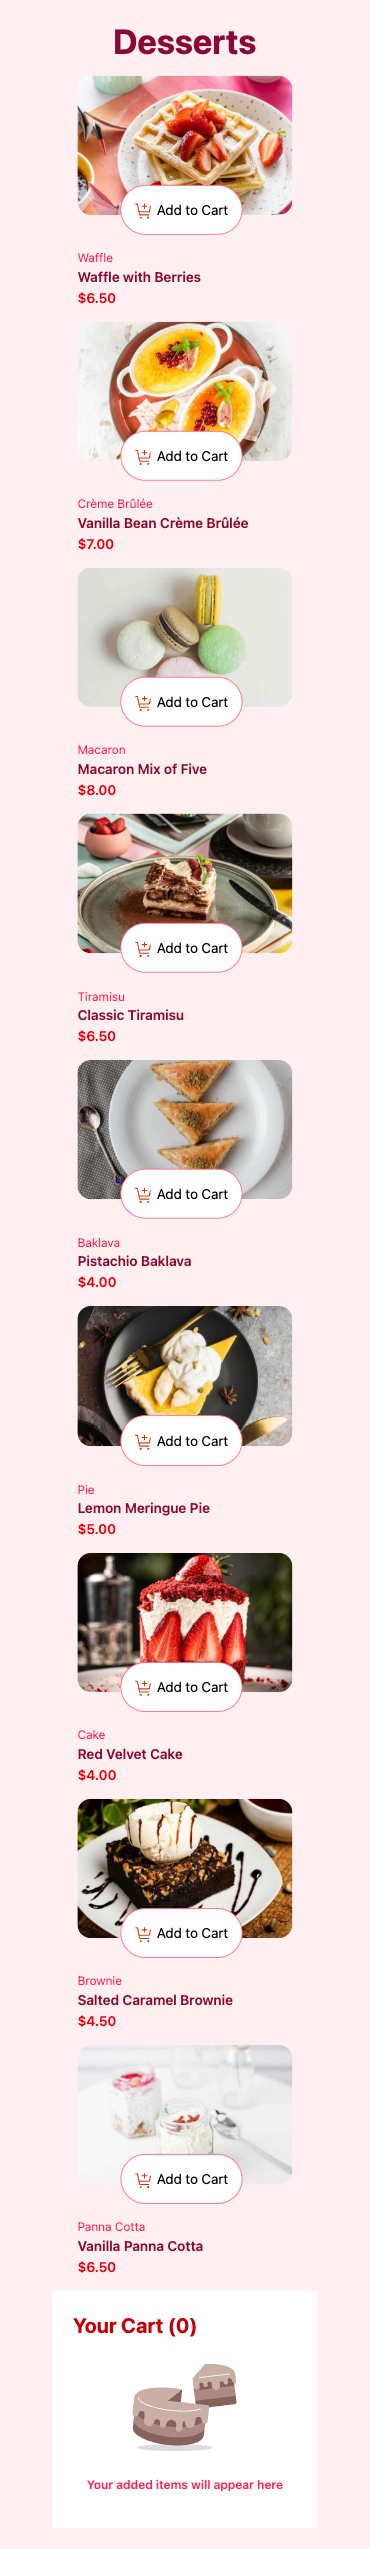 Desserts
Add to Cart
Waffle
Waffle with Berries
$6.50
Add to Cart
Crème Brûlée
Vanilla Bean Crème Brûlée
$7.00
Add to Cart
Macaron
Macaron Mix of Five
$8.00
Add to Cart
Tiramisu
Classic Tiramisu
$6.50
Add to Cart
Baklava
Pistachio Baklava
$4.00
Add to Cart
Pie
Lemon Meringue Pie
$5.00
Add to Cart
Cake
Red Velvet Cake
$4.00
Add to Cart
Brownie
Salted Caramel Brownie
$4.50
Add to Cart
Panna Cotta
Vanilla Panna Cotta
$6.50
Your Cart (0)
Your added items will appear here